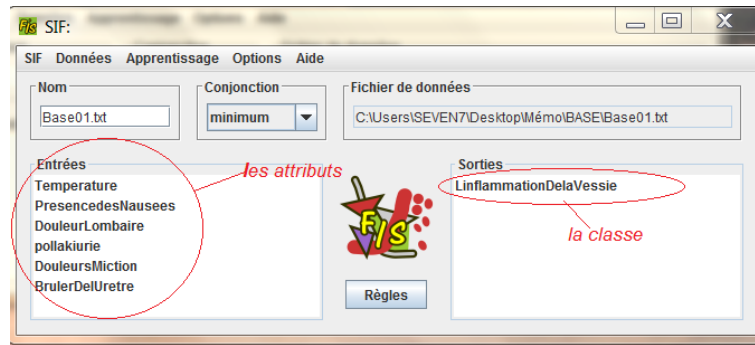 SIF:
SIF Données Apprentissage Options Aide
Nom
Conjonction
Fichier de données
Base01.txt
minimum
C:\Users\SEVEN7\Desktop\Mémo\BASE\Base01.txt
Entrées
les attributs
Sorties
Temperature
PresencedesNausees
DouleurLombaire
pollakiurie
DouleursMiction
BrulerDelUretre
LinflammationDelaVessie
la classe
FIS
Règles